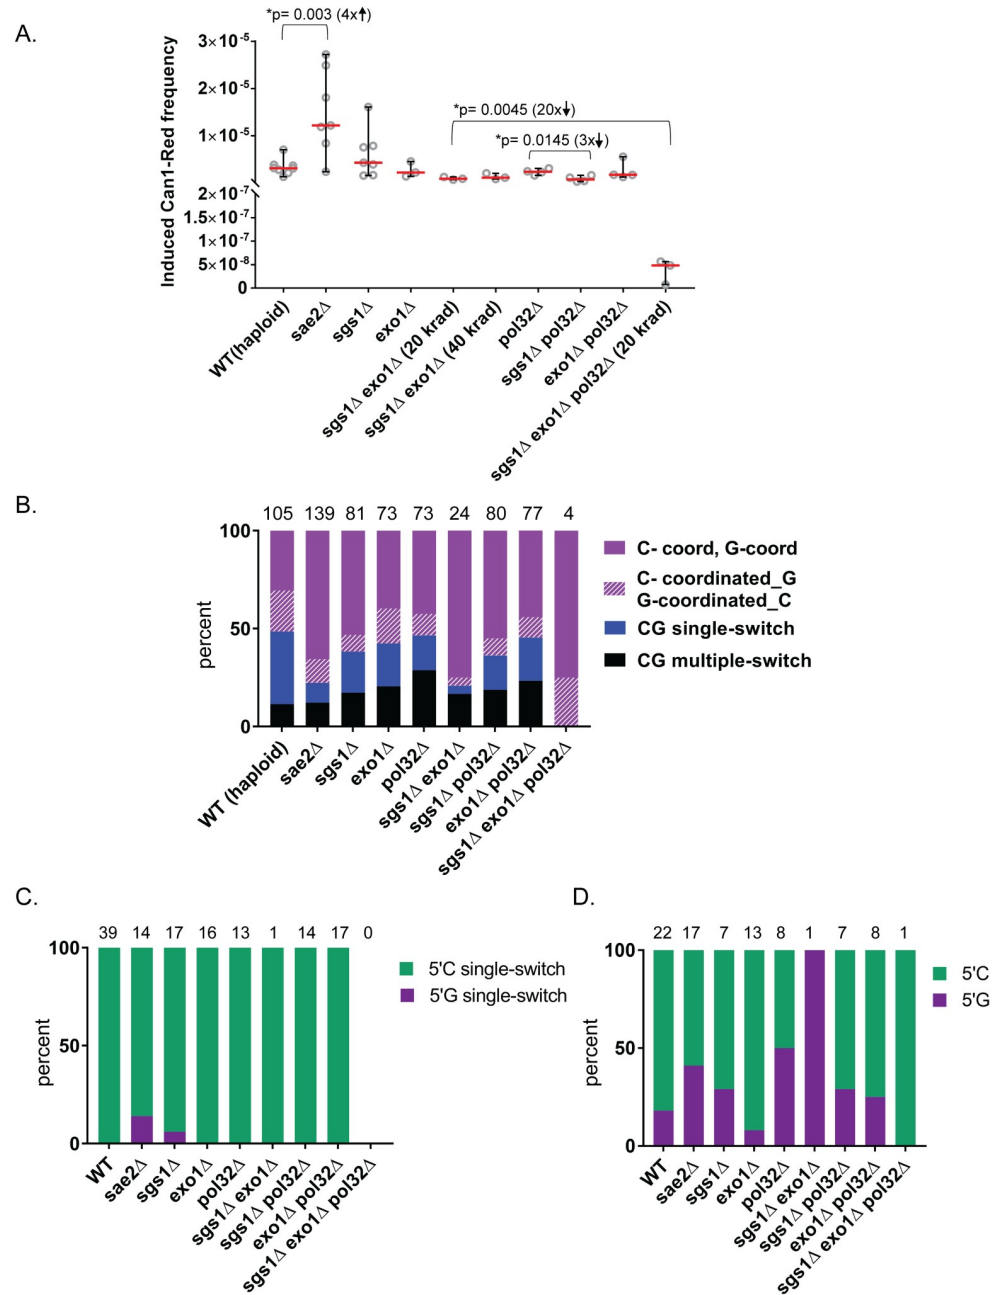 A.
*p= 0.003 (4x↑)
Induced Can1-Red frequency
3×10⁻⁵
2×10⁻⁵
1×10⁻⁵
2×10⁻⁷
1.5×10⁻⁷
1×10⁻⁷
5×10⁻⁸
0
*p= 0.0045 (20x↓)
*p= 0.0145 (3x↓)
WT(haploid)
sae2Δ
sgs1Δ
exo1Δ
sgs1Δ exo1Δ (20 krad)
sgs1Δ exo1Δ (40 krad)
pol32Δ
sgs1Δ pol32Δ
exo1Δ pol32Δ
sgs1Δ exo1Δ pol32Δ (20 krad)
B.
105 139 81 73 73 24 80 77 4
percent
100
50
0
C- coord, G-coord
C- coordinated_G
G-coordinated_C
CG single-switch
CG multiple-switch
WT (haploid)
sae2Δ
sgs1Δ
exo1Δ
pol32Δ
sgs1Δ exo1Δ
sgs1Δ pol32Δ
exo1Δ pol32Δ
sgs1Δ exo1Δ pol32Δ
C.
39 14 17 16 13 1 14 17 0
percent
100
50
0
5'C single-switch
5'G single-switch
WT
sae2Δ
sgs1Δ
exo1Δ
pol32Δ
sgs1Δ exo1Δ
sgs1Δ pol32Δ
exo1Δ pol32Δ
sgs1Δ exo1Δ pol32Δ
D.
22 17 7 13 8 1 7 8 1
percent
100
50
0
5'C
5'G
WT
sae2Δ
sgs1Δ
exo1Δ
pol32Δ
sgs1Δ exo1Δ
sgs1Δ pol32Δ
exo1Δ pol32Δ
sgs1Δ exo1Δ pol32Δ